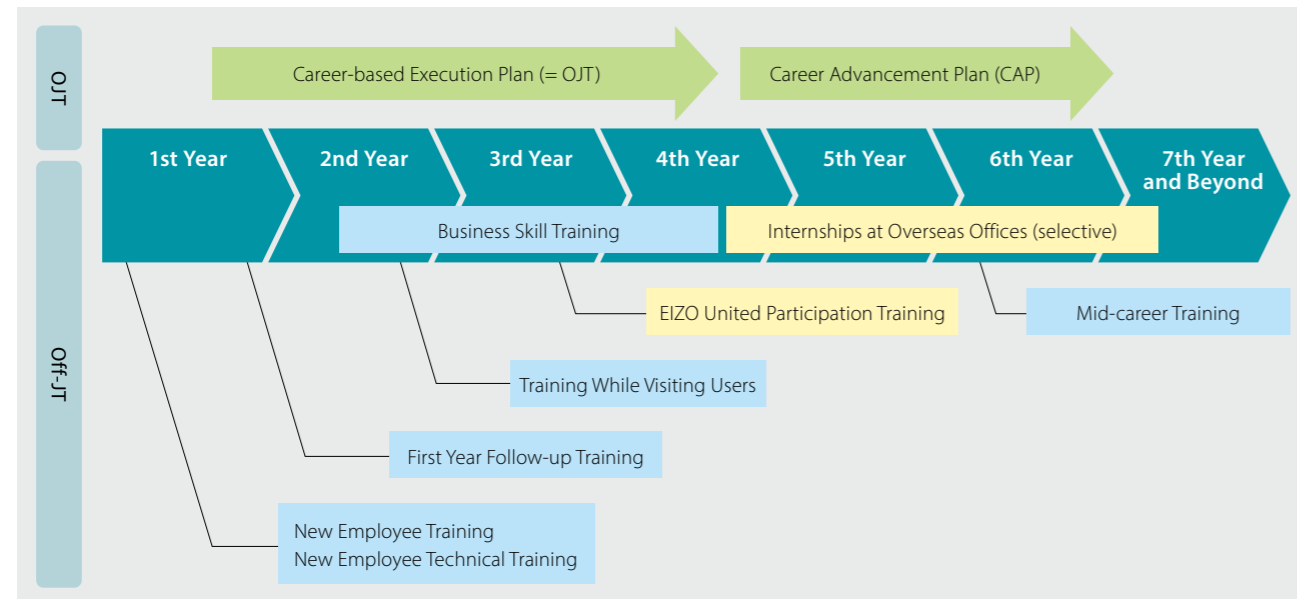 OJT
Career-based Execution Plan (= OJT)
Career Advancement Plan (CAP)
1st Year
2nd Year
3rd Year
4th Year
5th Year
6th Year
7th Year
and Beyond
Off-JT
Business Skill Training
Internships at Overseas Offices (selective)
EIZO United Participation Training
Mid-career Training
Training While Visiting Users
First Year Follow-up Training
New Employee Training
New Employee Technical Training